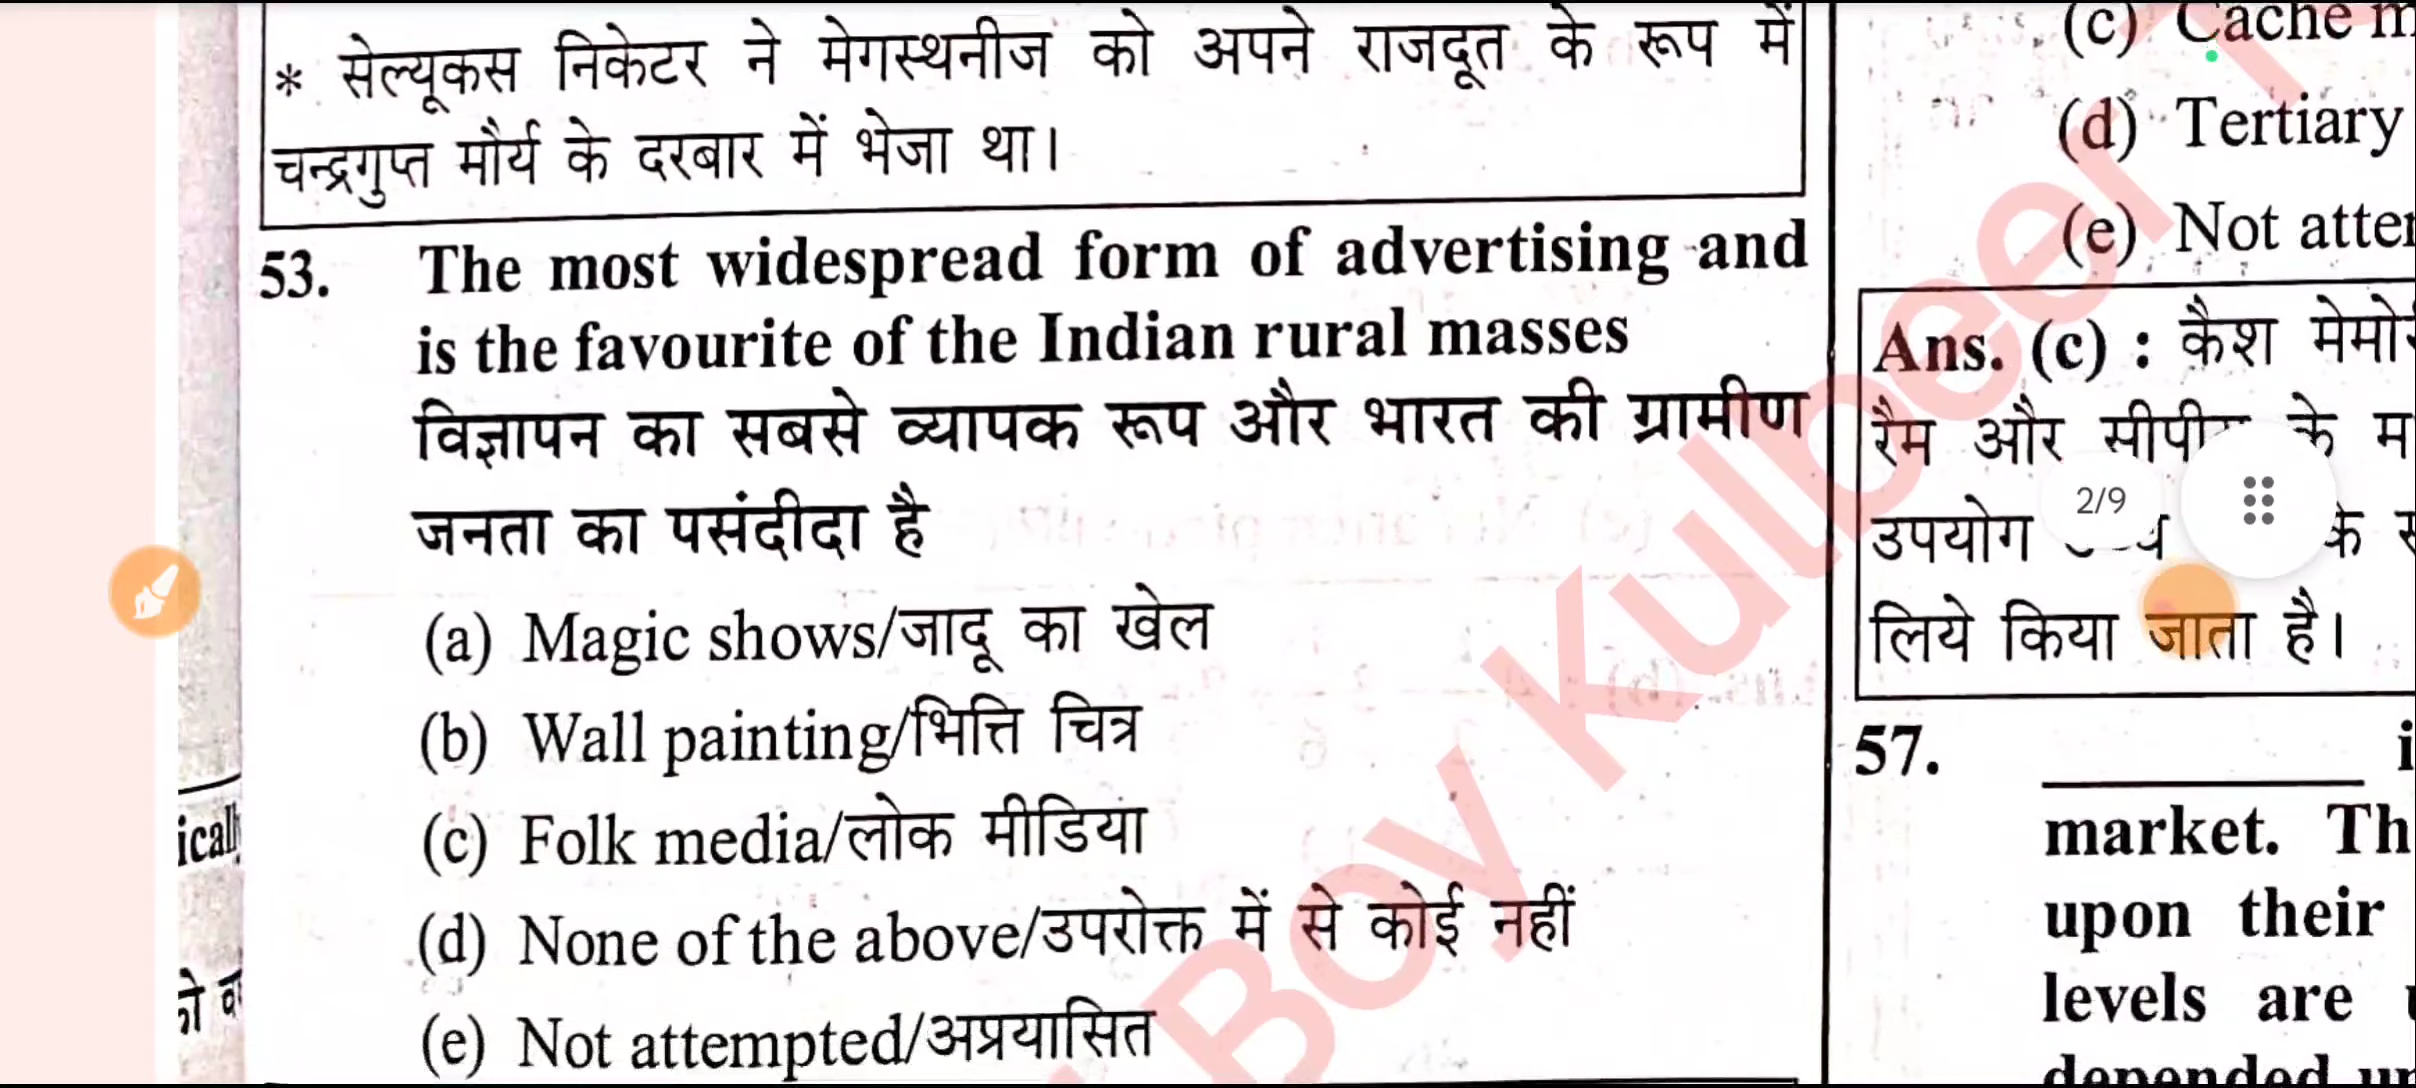 * सेल्यूकस निकेटर ने मेगस्थनीज को अपने राजदूत के रूप में
चन्द्रगुप्त मौर्य के दरबार में भेजा था।
53. The most widespread form of advertising and
is the favourite of the Indian rural masses
विज्ञापन का सबसे व्यापक रूप और भारत की ग्रामीण
जनता का पसंदीदा है
(a) Magic shows/जादू का खेल
(b) Wall painting/भित्ति चित्र
(c) Folk media/लोक मीडिया
(d) None of the above/उपरोक्त में से कोई नहीं
(e) Not attempted/अप्रयासित
(c) Cache
(d) Tertiary
(e) Not
Ans. (c) : कैश
रैम और के
उपयोग के
लिये किया जाता है।
2/9
57.
market.
upon their
levels are
Boy Kulbeer